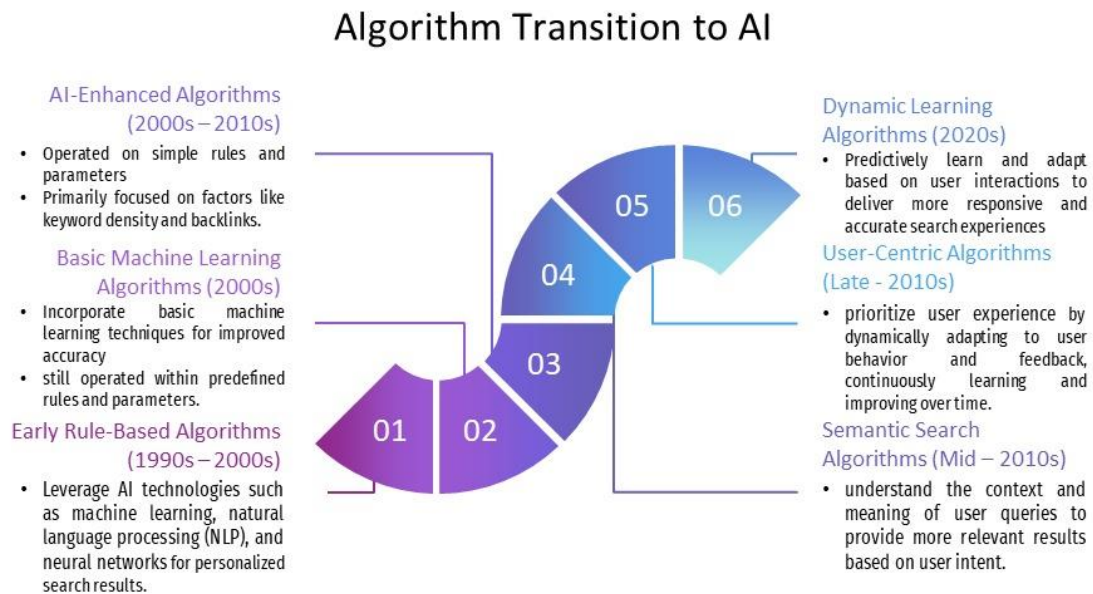 Algorithm Transition to AI
AI-Enhanced Algorithms
(2000s – 2010s)
• Operated on simple rules and
parameters
• Primarily focused on factors like
keyword density and backlinks.
Basic Machine Learning
Algorithms (2000s)
• Incorporate basic machine
learning techniques for improved
accuracy
• still operated within predefined
rules and parameters.
Early Rule-Based Algorithms
(1990s – 2000s)
• Leverage AI technologies such
as machine learning, natural
language processing (NLP), and
neural networks for personalized
search results.
01
02
03
04
05
06
Dynamic Learning
Algorithms (2020s)
• Predictively learn and adapt
based on user interactions to
deliver more responsive and
accurate search experiences
User-Centric Algorithms
(Late - 2010s)
• prioritize user experience by
dynamically adapting to user
behavior and feedback,
continuously learning and
improving over time.
Semantic Search
Algorithms (Mid – 2010s)
• understand the context and
meaning of user queries to
provide more relevant results
based on user intent.